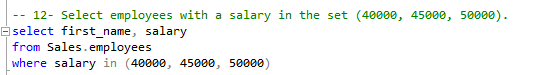 -- 12- Select employees with a salary in the set (40000, 45000, 50000).
select first_name, salary
from Sales.employees
where salary in (40000, 45000, 50000)